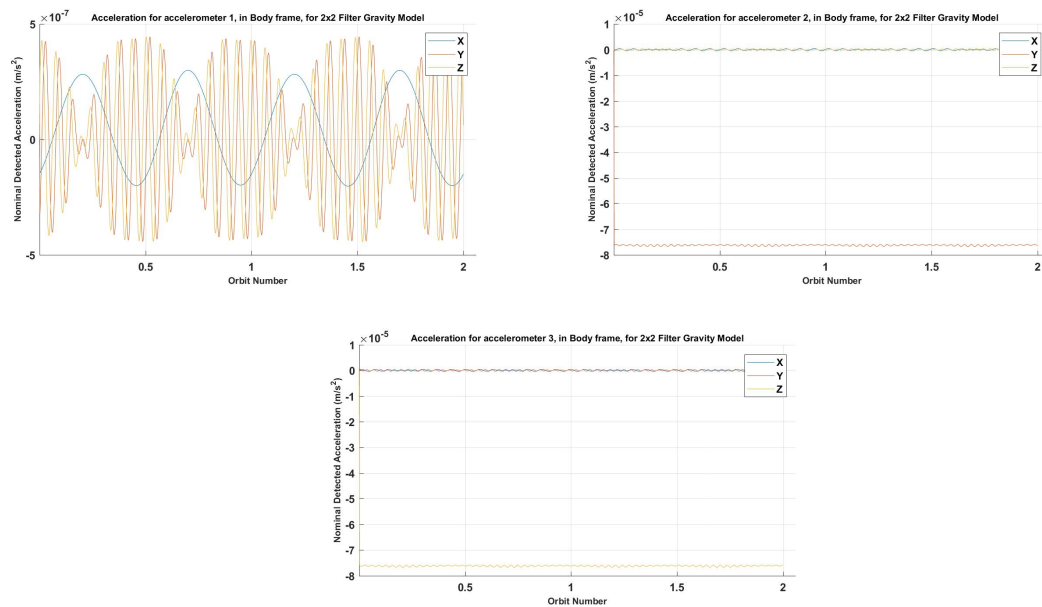 Acceleration for accelerometer 1, in Body frame, for 2x2 Filter Gravity Model
×10^-7
5
0
-5
Nominal Detected Acceleration (m/s^2)
0.5 1 1.5 2
Orbit Number
X
Y
Z
Acceleration for accelerometer 2, in Body frame, for 2x2 Filter Gravity Model
×10^-5
1
0
-1
-2
-3
-4
-5
-6
-7
-8
Nominal Detected Acceleration (m/s^2)
0.5 1 1.5 2
Orbit Number
X
Y
Z
Acceleration for accelerometer 3, in Body frame, for 2x2 Filter Gravity Model
×10^-5
1
0
-1
-2
-3
-4
-5
-6
-7
-8
Nominal Detected Acceleration (m/s^2)
0.5 1 1.5 2
Orbit Number
X
Y
Z